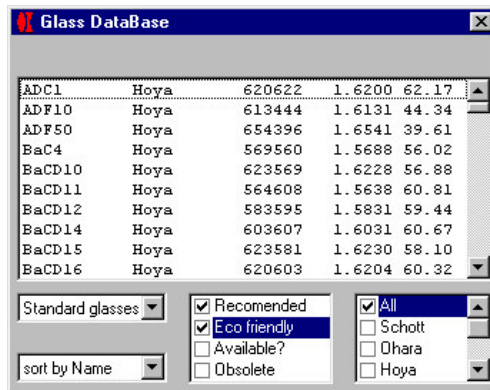 Glass DataBase
ADC1 Hoya 620622 1.6200 62.17
ADF10 Hoya 613444 1.6131 44.34
ADF50 Hoya 654396 1.6541 39.61
BaC4 Hoya 569560 1.5688 56.02
BaCD10 Hoya 623569 1.6228 56.88
BaCD11 Hoya 564608 1.5638 60.81
BaCD12 Hoya 583595 1.5831 59.44
BaCD14 Hoya 603607 1.6031 60.67
BaCD15 Hoya 623581 1.6230 58.10
BaCD16 Hoya 620603 1.6204 60.32
Standard glasses
sort by Name
Recomended
Eco friendly
Available?
Obsolete
All
Schott
Ohara
Hoya